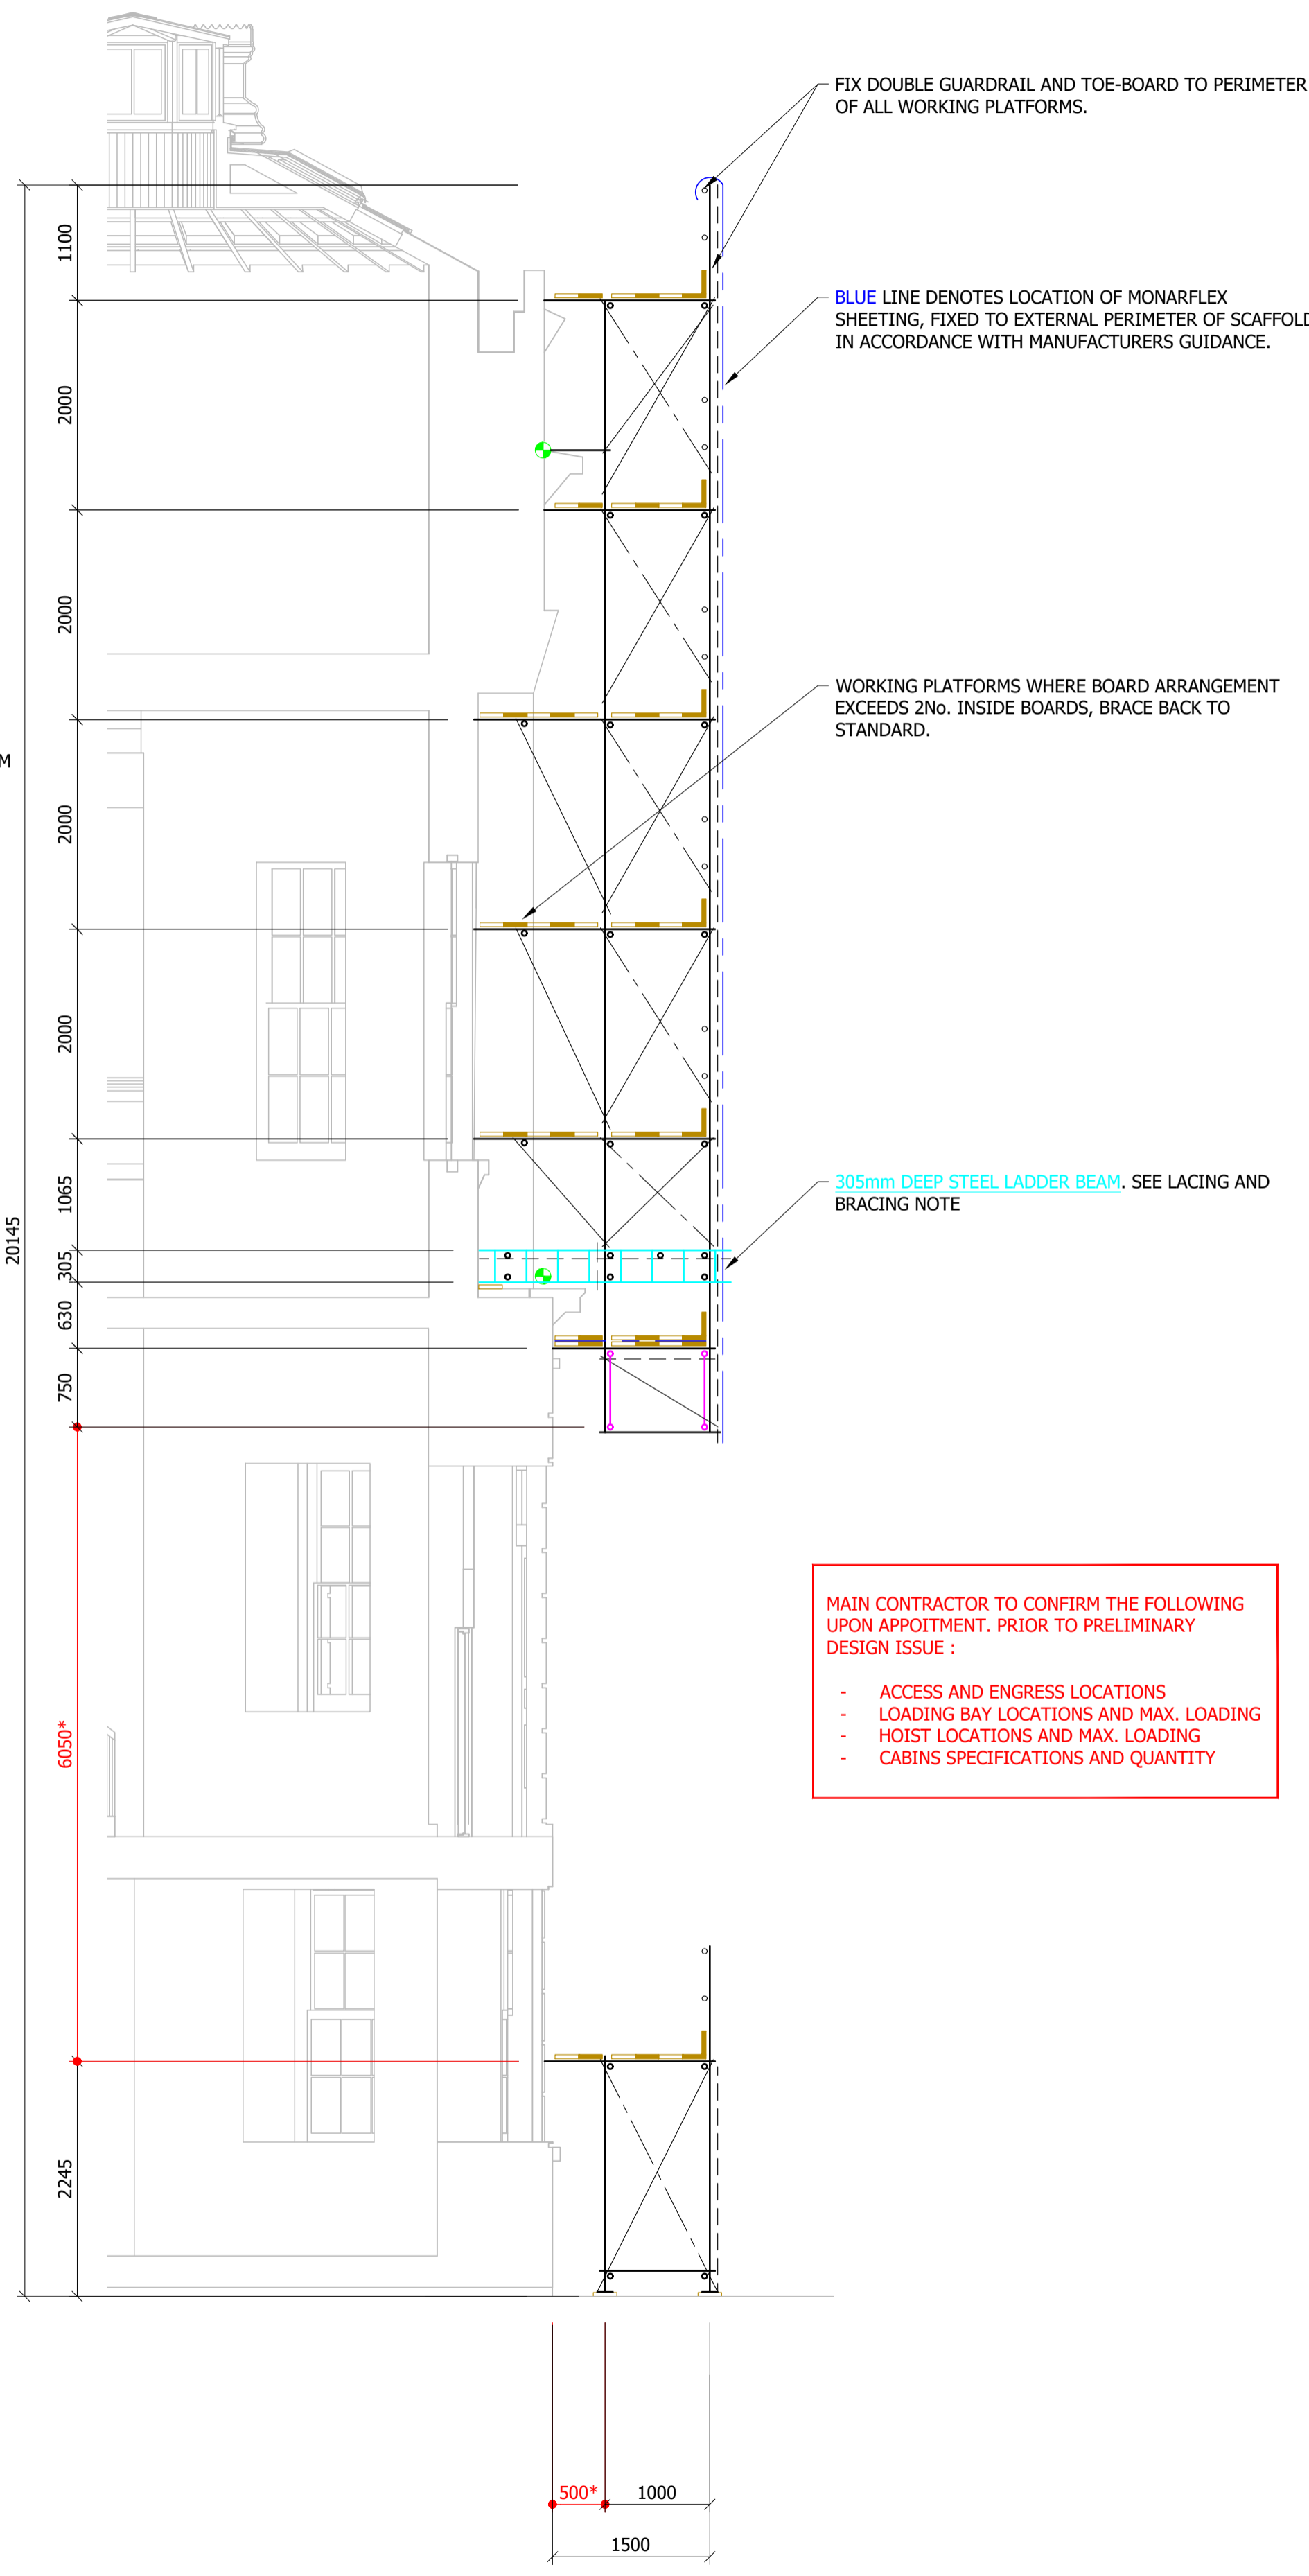 FIX DOUBLE GUARDRAIL AND TOE-BOARD TO PERIMETER
OF ALL WORKING PLATFORMS.
1100
BLUE LINE DENOTES LOCATION OF MONARFLEX
SHEETING, FIXED TO EXTERNAL PERIMETER OF SCAFFOLD
IN ACCORDANCE WITH MANUFACTURERS GUIDANCE.
2000
2000
WORKING PLATFORMS WHERE BOARD ARRANGEMENT
EXCEEDS 2No. INSIDE BOARDS, BRACE BACK TO
STANDARD.
M
2000
2000
1065
305mm DEEP STEEL LADDER BEAM. SEE LACING AND
BRACING NOTE
20145
305
630
750
MAIN CONTRACTOR TO CONFIRM THE FOLLOWING
UPON APPOITMENT. PRIOR TO PRELIMINARY
DESIGN ISSUE :
- ACCESS AND ENGRESS LOCATIONS
- LOADING BAY LOCATIONS AND MAX. LOADING
- HOIST LOCATIONS AND MAX. LOADING
- CABINS SPECIFICATIONS AND QUANTITY
6050*
2245
500*
1000
1500